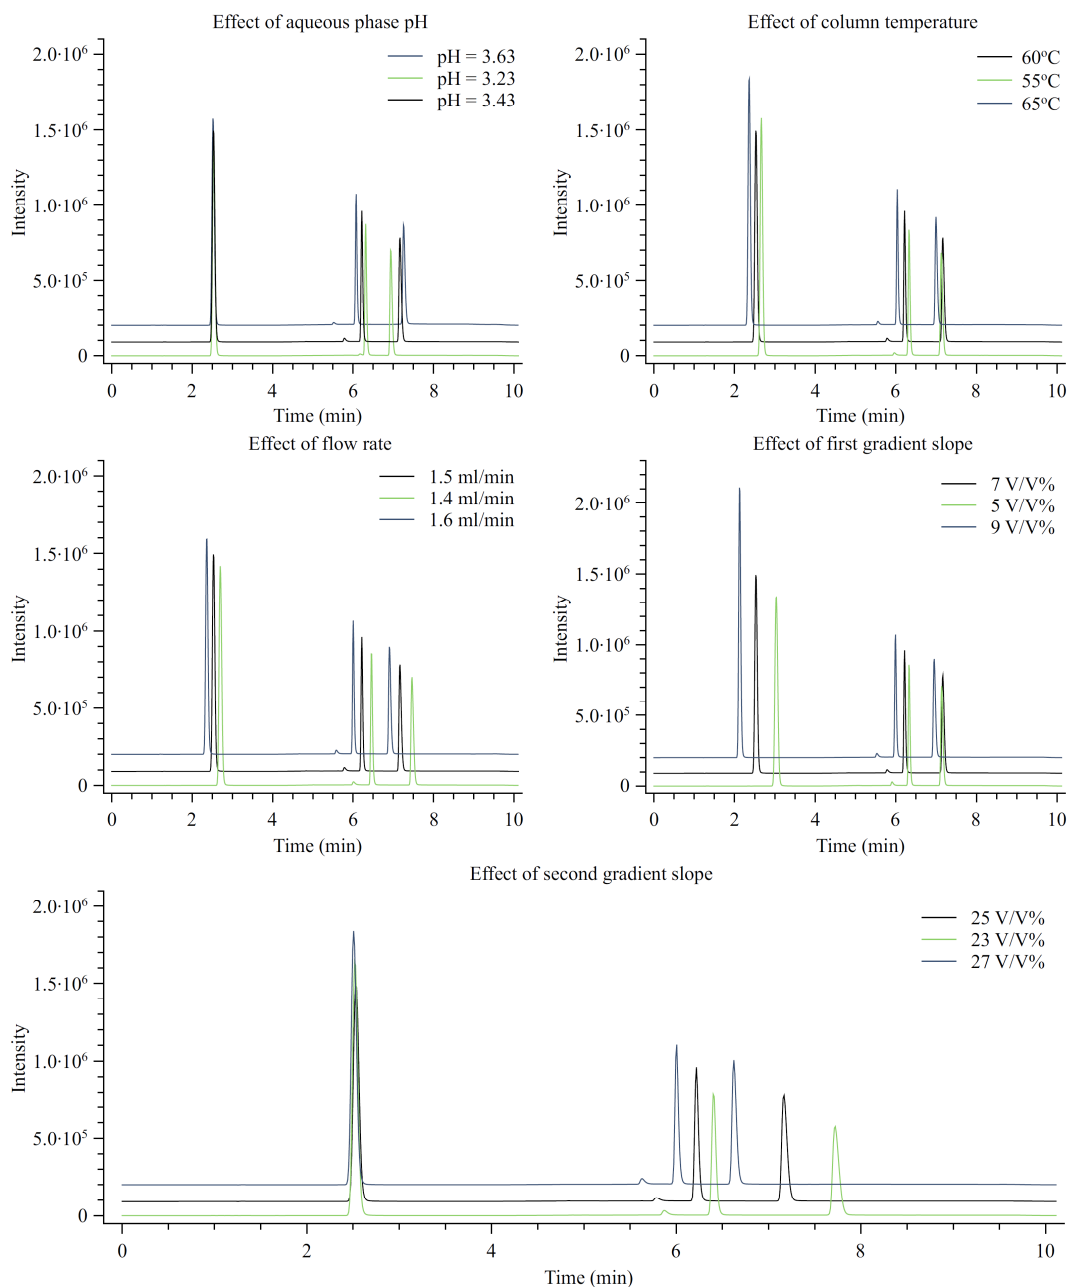 Effect of aqueous phase pH
2.0·10⁶
1.5·10⁶
1.0·10⁶
5.0·10⁵
0
Intensity
pH = 3.63
pH = 3.23
pH = 3.43
0 2 4 6 8 10
Time (min)
Effect of column temperature
2.0·10⁶
1.5·10⁶
1.0·10⁶
5.0·10⁵
0
Intensity
60°C
55°C
65°C
0 2 4 6 8 10
Time (min)
Effect of flow rate
2.0·10⁶
1.5·10⁶
1.0·10⁶
5.0·10⁵
0
Intensity
1.5 ml/min
1.4 ml/min
1.6 ml/min
0 2 4 6 8 10
Time (min)
Effect of first gradient slope
2.0·10⁶
1.5·10⁶
1.0·10⁶
5.0·10⁵
0
Intensity
7 V/V%
5 V/V%
9 V/V%
0 2 4 6 8 10
Time (min)
Effect of second gradient slope
2.0·10⁶
1.5·10⁶
1.0·10⁶
5.0·10⁵
0
Intensity
25 V/V%
23 V/V%
27 V/V%
0 2 4 6 8 10
Time (min)